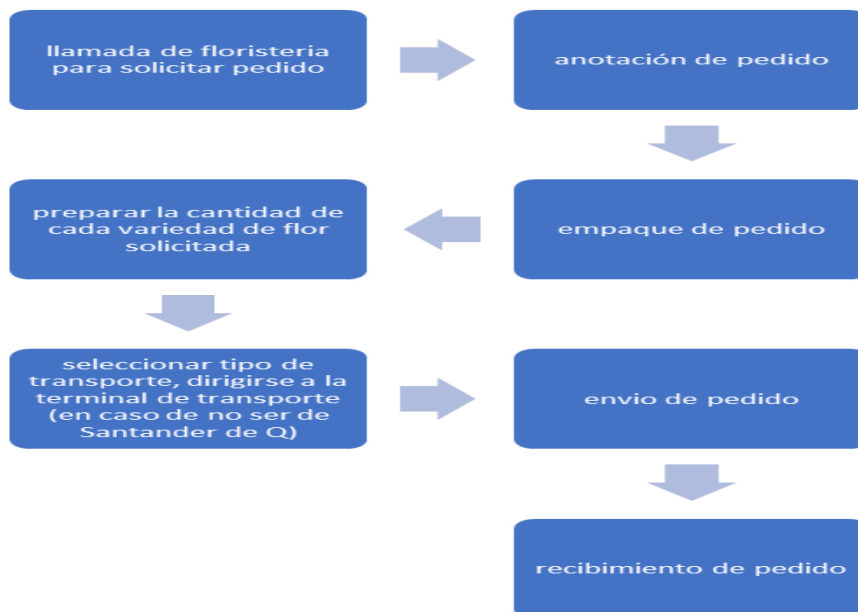 llamada de floristeria
para solicitar pedido
anotación de pedido
empaque de pedido
preparar la cantidad de
cada variedad de flor
solicitada
seleccionar tipo de
transporte, dirigirse a la
terminal de transporte
(en caso de no ser de
Santander de Q)
envio de pedido
recibimiento de pedido